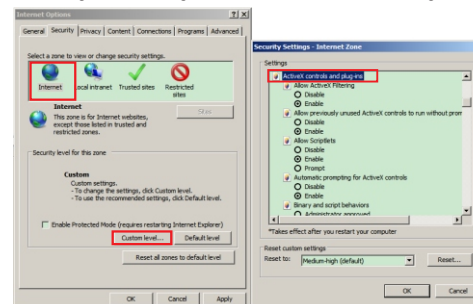 Internet Options
General Security Privacy Content Connections Programs Advanced
Select a zone to view or change security settings.
Internet Local intranet Trusted sites Restricted sites
Internet
This zone is for Internet websites,
except those listed in trusted and
restricted zones.
Sites
Security level for this zone
Custom
Custom settings.
- To change the settings, click Custom level.
- To use the recommended settings, click Default level.
Enable Protected Mode (requires restarting Internet Explorer)
Custom level... Default level
Reset all zones to default level
OK Cancel Apply
Security Settings - Internet Zone
Settings
ActiveX controls and plug-ins
Allow ActiveX Filtering
Disable
Enable
Allow previously unused ActiveX controls to run without prom
Disable
Enable
Allow Scriptlets
Disable
Enable
Prompt
Automatic prompting for ActiveX controls
Disable
Enable
Binary and script behaviors
Administrator approved
*Takes effect after you restart your computer
Reset custom settings
Reset to: Medium-high (default) Reset...
OK Cancel